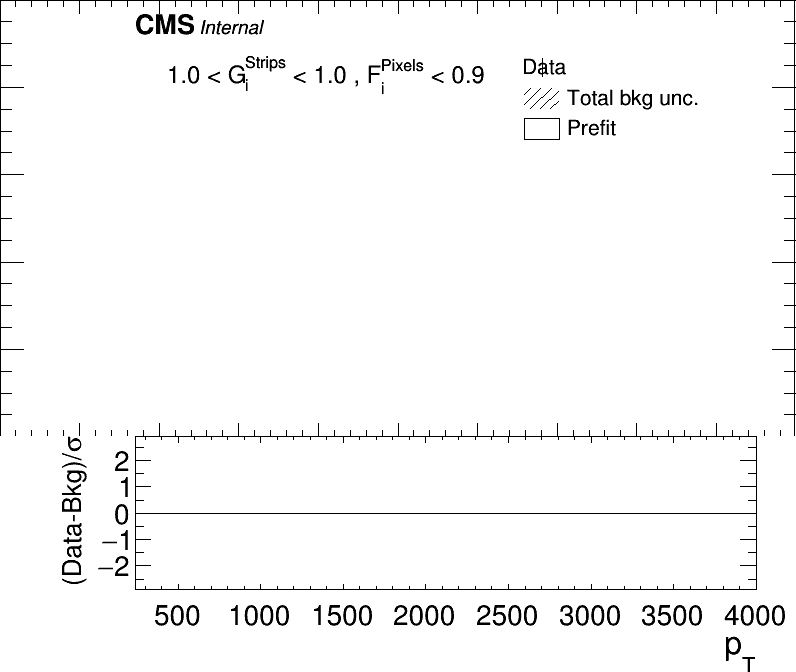 CMS Internal
1.0 < G_i^Strips < 1.0 , F_i^Pixels < 0.9
Data
Total bkg unc.
Prefit
(Data-Bkg)/σ
2
1
0
−1
−2
500 1000 1500 2000 2500 3000 3500 4000
p_T